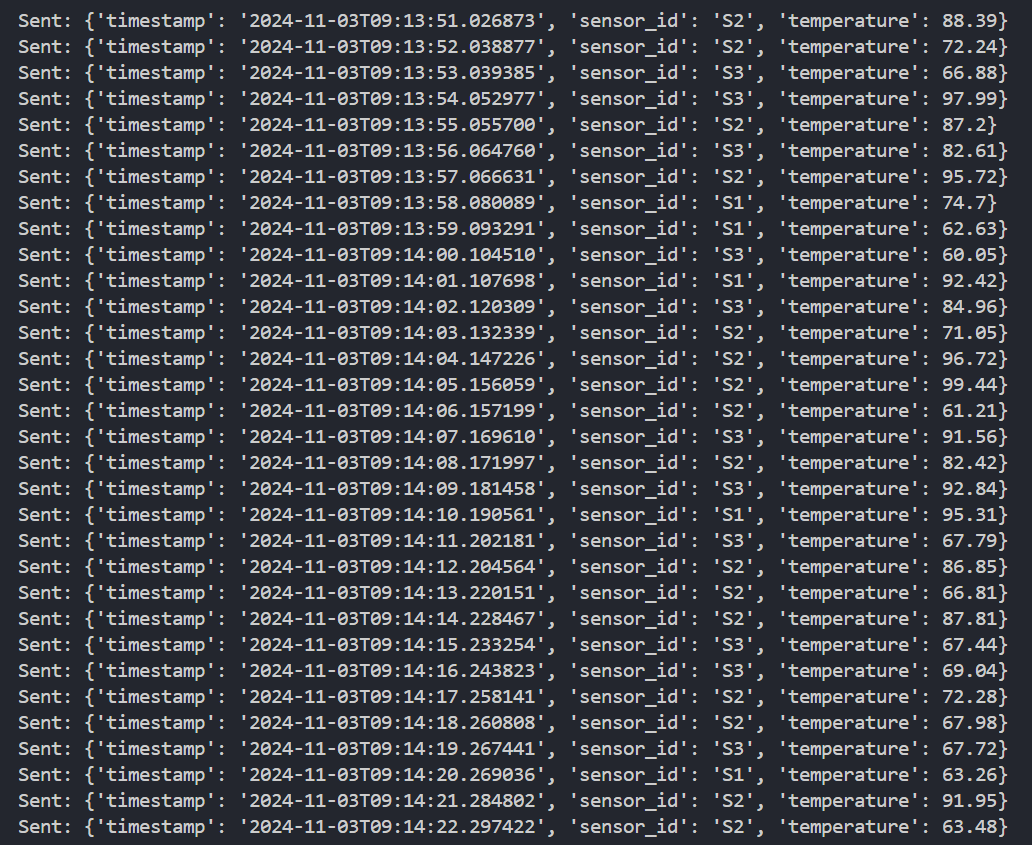 Sent: {'timestamp': '2024-11-03T09:13:51.026873', 'sensor_id': 'S2', 'temperature': 88.39}
Sent: {'timestamp': '2024-11-03T09:13:52.038877', 'sensor_id': 'S2', 'temperature': 72.24}
Sent: {'timestamp': '2024-11-03T09:13:53.039385', 'sensor_id': 'S3', 'temperature': 66.88}
Sent: {'timestamp': '2024-11-03T09:13:54.052977', 'sensor_id': 'S3', 'temperature': 97.99}
Sent: {'timestamp': '2024-11-03T09:13:55.055700', 'sensor_id': 'S2', 'temperature': 87.2}
Sent: {'timestamp': '2024-11-03T09:13:56.064760', 'sensor_id': 'S3', 'temperature': 82.61}
Sent: {'timestamp': '2024-11-03T09:13:57.066631', 'sensor_id': 'S2', 'temperature': 95.72}
Sent: {'timestamp': '2024-11-03T09:13:58.080089', 'sensor_id': 'S1', 'temperature': 74.7}
Sent: {'timestamp': '2024-11-03T09:13:59.093291', 'sensor_id': 'S1', 'temperature': 62.63}
Sent: {'timestamp': '2024-11-03T09:14:00.104510', 'sensor_id': 'S3', 'temperature': 60.05}
Sent: {'timestamp': '2024-11-03T09:14:01.107698', 'sensor_id': 'S1', 'temperature': 92.42}
Sent: {'timestamp': '2024-11-03T09:14:02.120309', 'sensor_id': 'S3', 'temperature': 84.96}
Sent: {'timestamp': '2024-11-03T09:14:03.132339', 'sensor_id': 'S2', 'temperature': 71.05}
Sent: {'timestamp': '2024-11-03T09:14:04.147226', 'sensor_id': 'S2', 'temperature': 96.72}
Sent: {'timestamp': '2024-11-03T09:14:05.156059', 'sensor_id': 'S2', 'temperature': 99.44}
Sent: {'timestamp': '2024-11-03T09:14:06.157199', 'sensor_id': 'S2', 'temperature': 61.21}
Sent: {'timestamp': '2024-11-03T09:14:07.169610', 'sensor_id': 'S3', 'temperature': 91.56}
Sent: {'timestamp': '2024-11-03T09:14:08.171997', 'sensor_id': 'S2', 'temperature': 82.42}
Sent: {'timestamp': '2024-11-03T09:14:09.181458', 'sensor_id': 'S3', 'temperature': 92.84}
Sent: {'timestamp': '2024-11-03T09:14:10.190561', 'sensor_id': 'S1', 'temperature': 95.31}
Sent: {'timestamp': '2024-11-03T09:14:11.202181', 'sensor_id': 'S3', 'temperature': 67.79}
Sent: {'timestamp': '2024-11-03T09:14:12.204564', 'sensor_id': 'S2', 'temperature': 86.85}
Sent: {'timestamp': '2024-11-03T09:14:13.220151', 'sensor_id': 'S2', 'temperature': 66.81}
Sent: {'timestamp': '2024-11-03T09:14:14.228467', 'sensor_id': 'S2', 'temperature': 87.81}
Sent: {'timestamp': '2024-11-03T09:14:15.233254', 'sensor_id': 'S3', 'temperature': 67.44}
Sent: {'timestamp': '2024-11-03T09:14:16.243823', 'sensor_id': 'S3', 'temperature': 69.04}
Sent: {'timestamp': '2024-11-03T09:14:17.258141', 'sensor_id': 'S2', 'temperature': 72.28}
Sent: {'timestamp': '2024-11-03T09:14:18.260808', 'sensor_id': 'S2', 'temperature': 67.98}
Sent: {'timestamp': '2024-11-03T09:14:19.267441', 'sensor_id': 'S3', 'temperature': 67.72}
Sent: {'timestamp': '2024-11-03T09:14:20.269036', 'sensor_id': 'S1', 'temperature': 63.26}
Sent: {'timestamp': '2024-11-03T09:14:21.284802', 'sensor_id': 'S2', 'temperature': 91.95}
Sent: {'timestamp': '2024-11-03T09:14:22.297422', 'sensor_id': 'S2', 'temperature': 63.48}